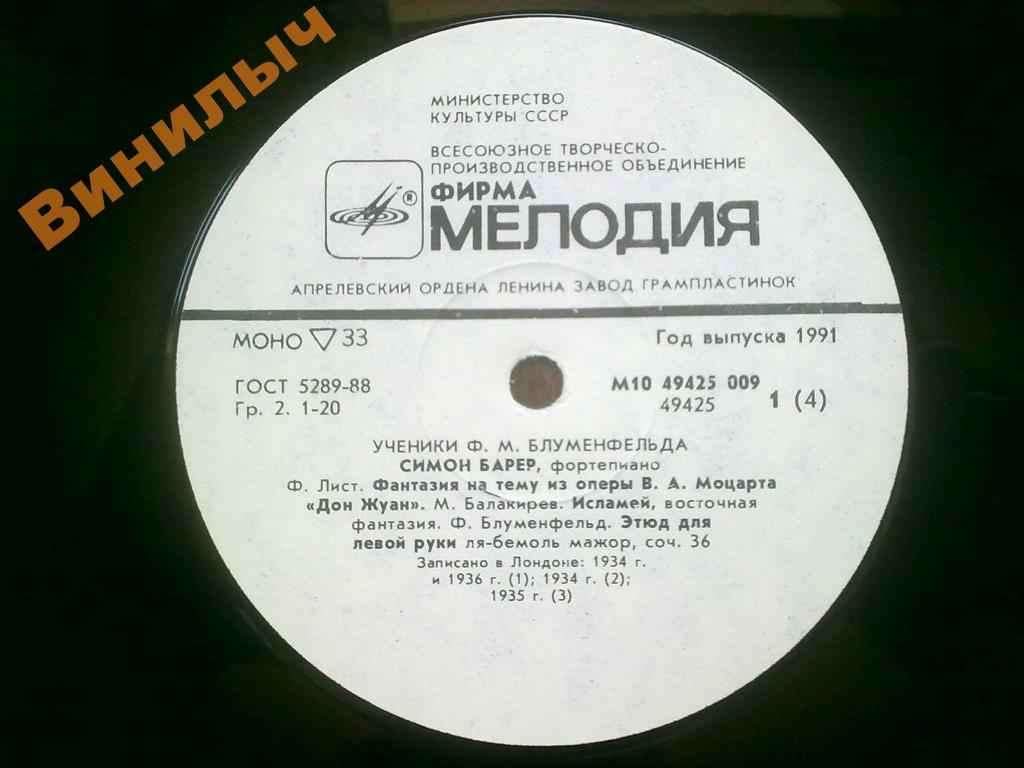 Винилыч
МИНИСТЕРСТВО
КУЛЬТУРЫ СССР
ВСЕСОЮЗНОЕ ТВОРЧЕСКО-
ПРОИЗВОДСТВЕННОЕ ОБЪЕДИНЕНИЕ
ФИРМА
®
МЕЛОДИЯ
АПРЕЛЕВСКИЙ ОРДЕНА ЛЕНИНА ЗАВОД ГРАМПЛАСТИНОК
МОНО ▽ 33
Год выпуска 1991
ГОСТ 5289-88
Гр. 2. 1-20
М10 49425 009
49425
1 (4)
УЧЕНИКИ Ф. М. БЛУМЕНФЕЛЬДА
СИМОН БАРЕР, фортепиано
Ф. Лист. Фантазия на тему из оперы В. А. Моцарта
«Дон Жуан». М. Балакирев. Исламей, восточная
фантазия. Ф. Блуменфельд. Этюд для
левой руки ля-бемоль мажор, соч. 36
Записано в Лондоне: 1934 г.
и 1936 г. (1); 1934 г. (2);
1935 г. (3)